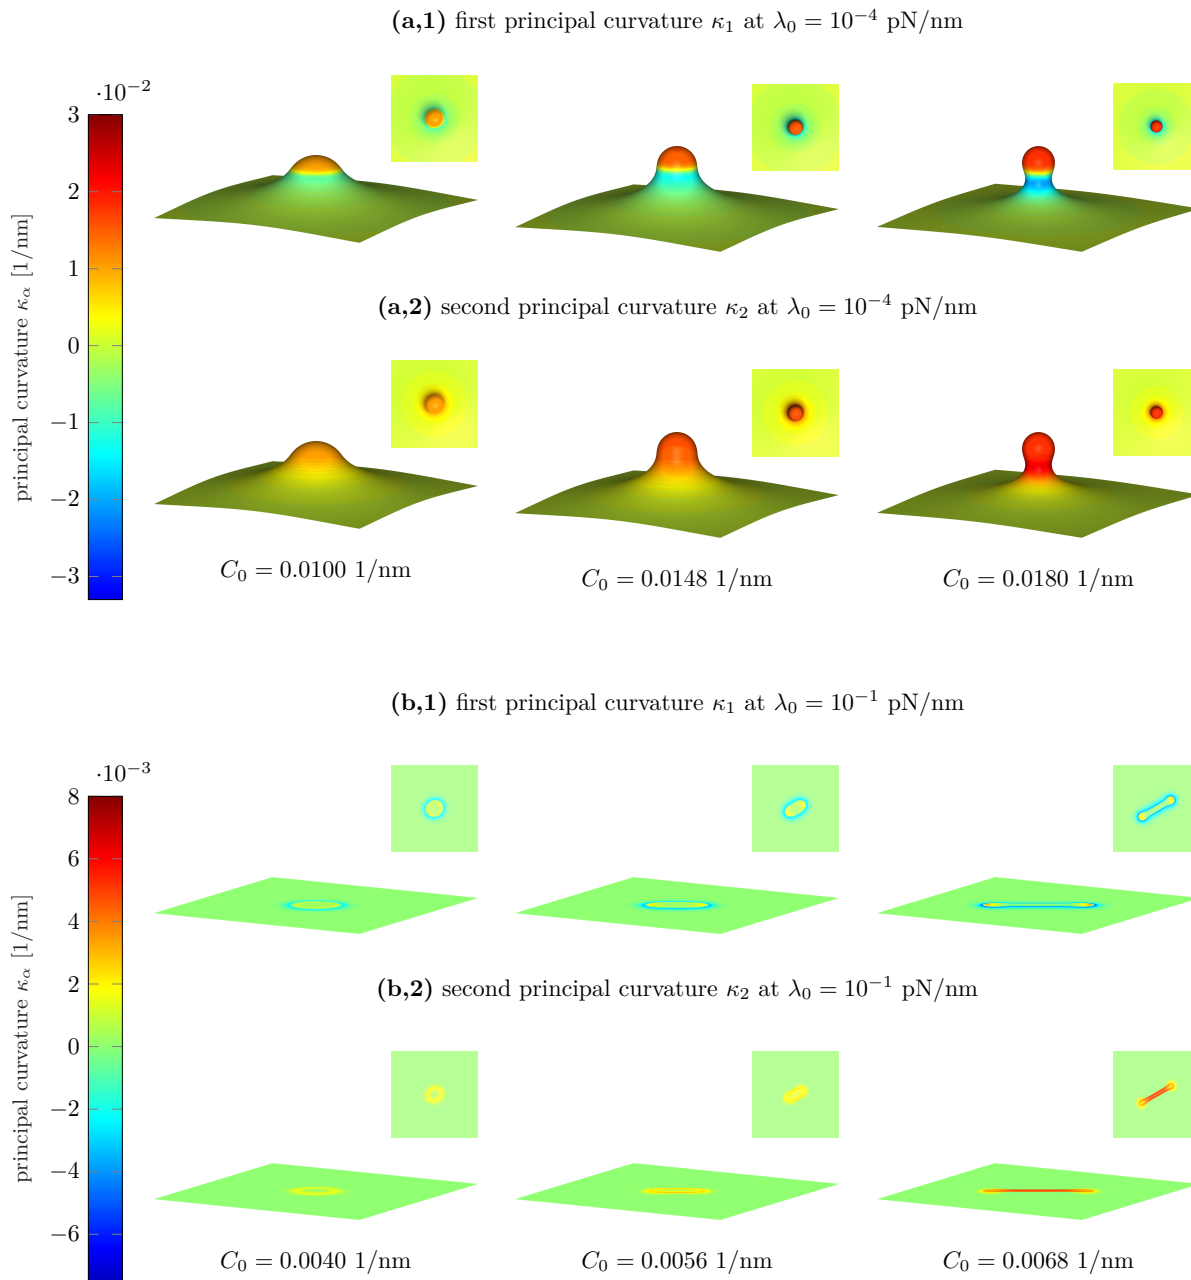 (a,1) first principal curvature κ₁ at λ₀ = 10⁻⁴ pN/nm
·10⁻²
3
2
1
0
−1
−2
−3
principal curvature κ_α [1/nm]
(a,2) second principal curvature κ₂ at λ₀ = 10⁻⁴ pN/nm
C₀ = 0.0100 1/nm
C₀ = 0.0148 1/nm
C₀ = 0.0180 1/nm
(b,1) first principal curvature κ₁ at λ₀ = 10⁻¹ pN/nm
·10⁻³
8
6
4
2
0
−2
−4
−6
principal curvature κ_α [1/nm]
(b,2) second principal curvature κ₂ at λ₀ = 10⁻¹ pN/nm
C₀ = 0.0040 1/nm
C₀ = 0.0056 1/nm
C₀ = 0.0068 1/nm